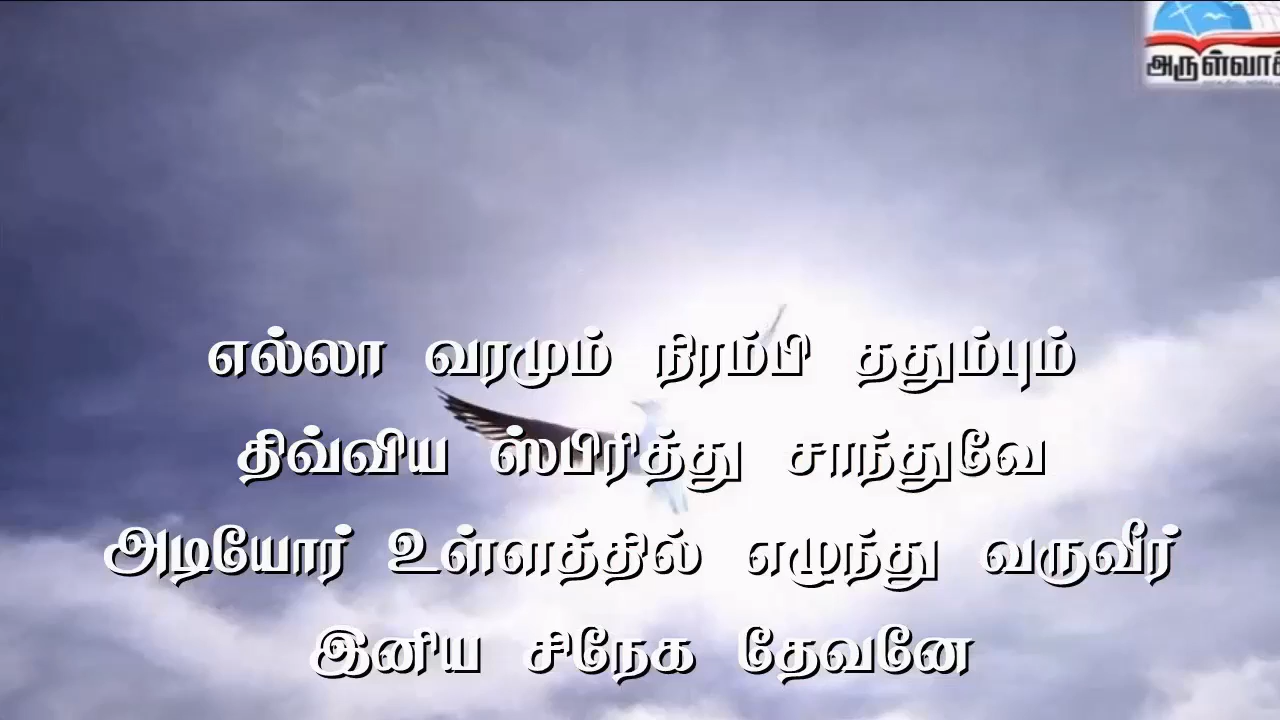 எல்லா வரமும் நிரம்பி ததும்பும்
திவ்விய ஸ்பிரித்து சாந்துவே
அடியோர் உள்ளத்தில் எழுந்து வருவீர்
இனிய சிநேக தேவனே